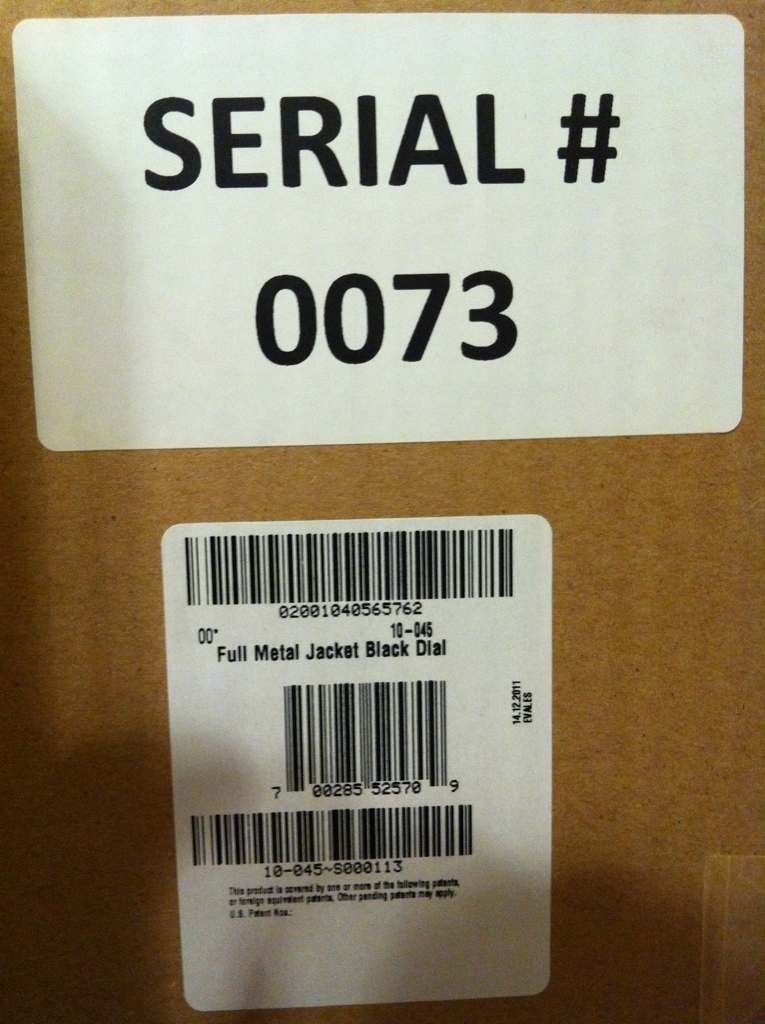 SERIAL #
0073
02001040565762
00" 10-045
Full Metal Jacket Black Dial
14.12.2011
EVALES
7 00285 52570 9
10-045~S000113
This product is covered by one or more of the following patents,
or foreign equivalent patents. Other pending patents may apply.
U.S. Patent Nos.: